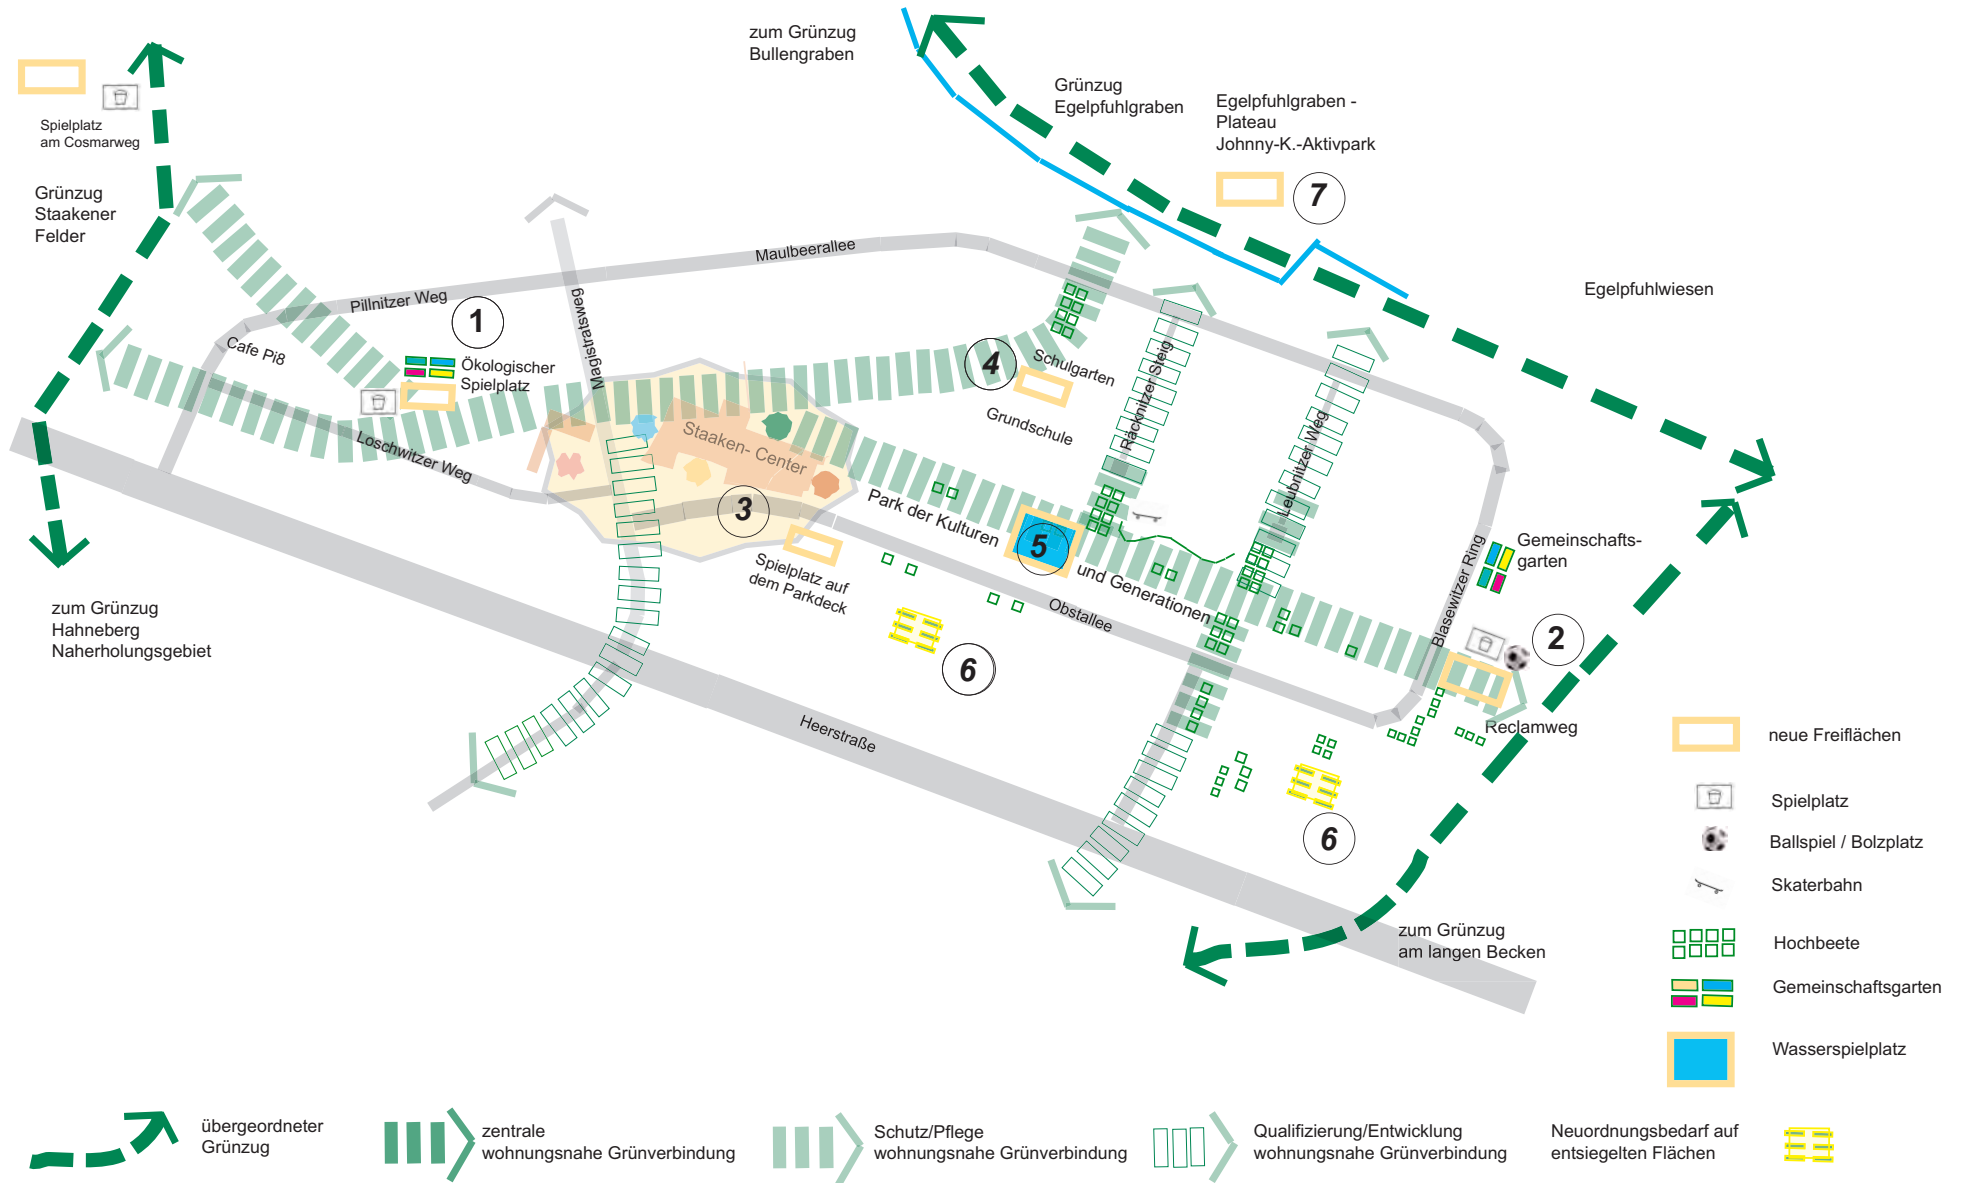 zum Grünzug
Bullengraben
Grünzug
Egelpfuhlgraben
Egelpfuhlgraben -
Plateau
Johnny-K.-Aktivpark
7
Spielplatz
am Cosmarweg
Grünzug
Staakener
Felder
Maulbeerallee
Pillnitzer Weg
1
Magistratsweg
Egelpfuhlwiesen
Cafe Pi8
Ökologischer
Spielplatz
4
Schulgarten
Grundschule
Räcknitzer Steig
Leubnitzer Weg
Loschwitzer Weg
Staaken- Center
3
Park der Kulturen
5
und Generationen
Spielplatz auf
dem Parkdeck
Obstallee
Blasewitzer Ring
Gemeinschafts-
garten
2
zum Grünzug
Hahneberg
Naherholungsgebiet
6
Heerstraße
Reclamweg
6
zum Grünzug
am langen Becken
neue Freiflächen
Spielplatz
Ballspiel / Bolzplatz
Skaterbahn
Hochbeete
Gemeinschaftsgarten
Wasserspielplatz
übergeordneter
Grünzug
zentrale
wohnungsnahe Grünverbindung
Schutz/Pflege
wohnungsnahe Grünverbindung
Qualifizierung/Entwicklung
wohnungsnahe Grünverbindung
Neuordnungsbedarf auf
entsiegelten Flächen